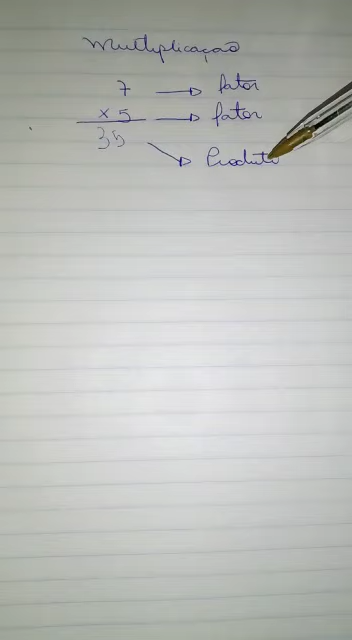 Multiplicação
7 → fator
x 5 → fator
35
→ Produto